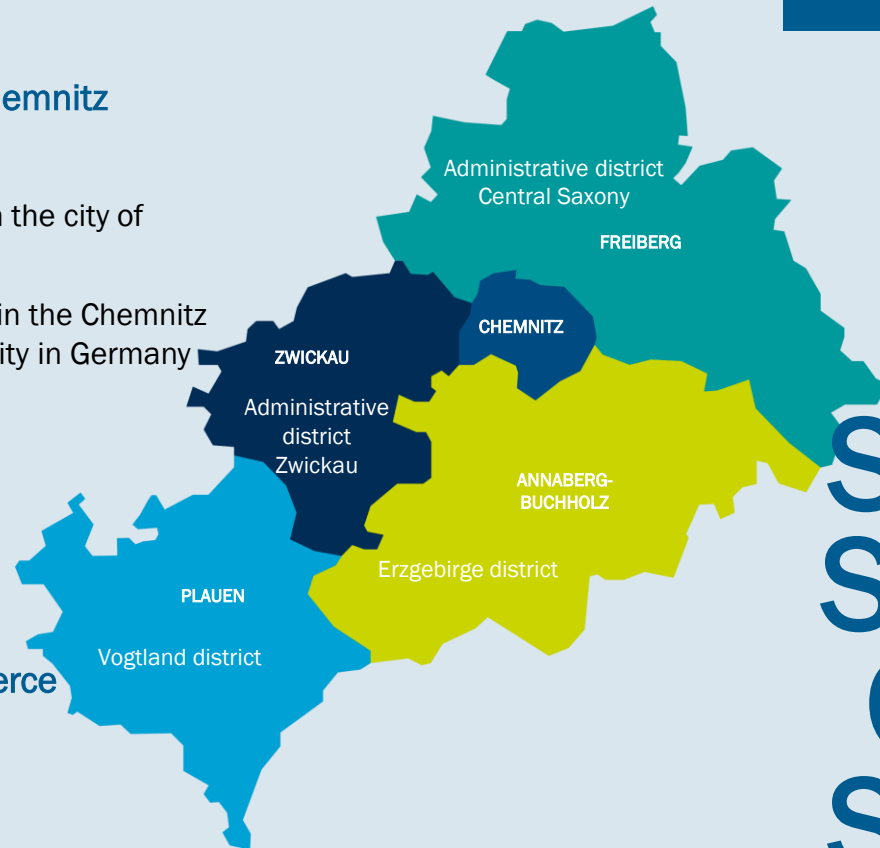 emnitz
the city of
in the Chemnitz
ity in Germany
erce
Administrative district
Central Saxony
FREIBERG
CHEMNITZ
ZWICKAU
Administrative
district
Zwickau
ANNABERG-
BUCHHOLZ
Erzgebirge district
PLAUEN
Vogtland district
S
S
S